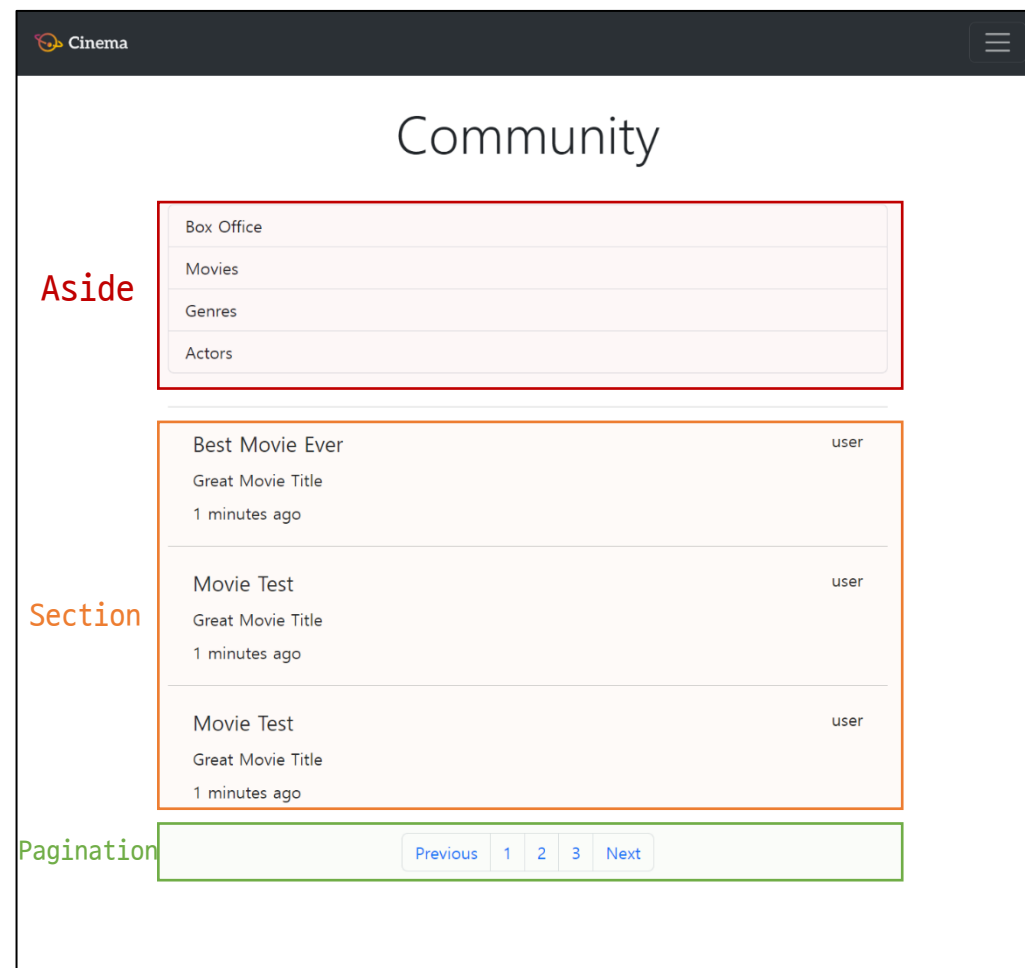 Cinema
Community
Aside
Box Office
Movies
Genres
Actors
Section
Best Movie Ever user
Great Movie Title
1 minutes ago
Movie Test user
Great Movie Title
1 minutes ago
Movie Test user
Great Movie Title
1 minutes ago
Pagination
Previous 1 2 3 Next